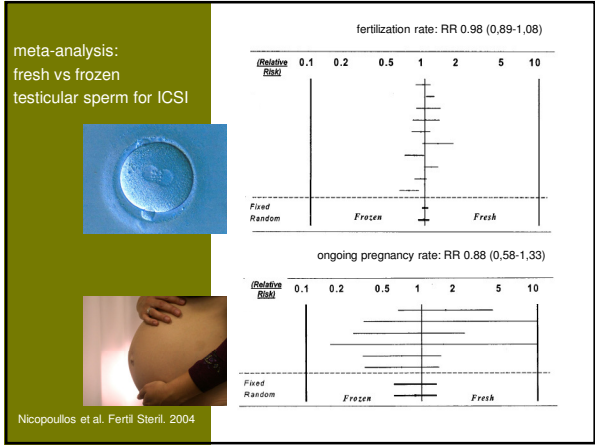 meta-analysis:
fresh vs frozen
testicular sperm for ICSI
fertilization rate: RR 0.98 (0,89-1,08)
(Relative Risk) 0.1 0.2 0.5 1 2 5 10
Fixed
Random Frozen Fresh
ongoing pregnancy rate: RR 0.88 (0,58-1,33)
(Relative Risk) 0.1 0.2 0.5 1 2 5 10
Fixed
Random Frozen Fresh
Nicopoullos et al. Fertil Steril. 2004